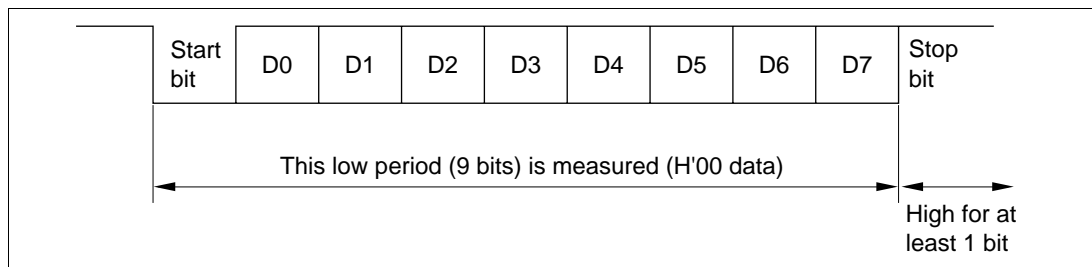 Start bit
D0
D1
D2
D3
D4
D5
D6
D7
Stop bit
This low period (9 bits) is measured (H'00 data)
High for at
least 1 bit